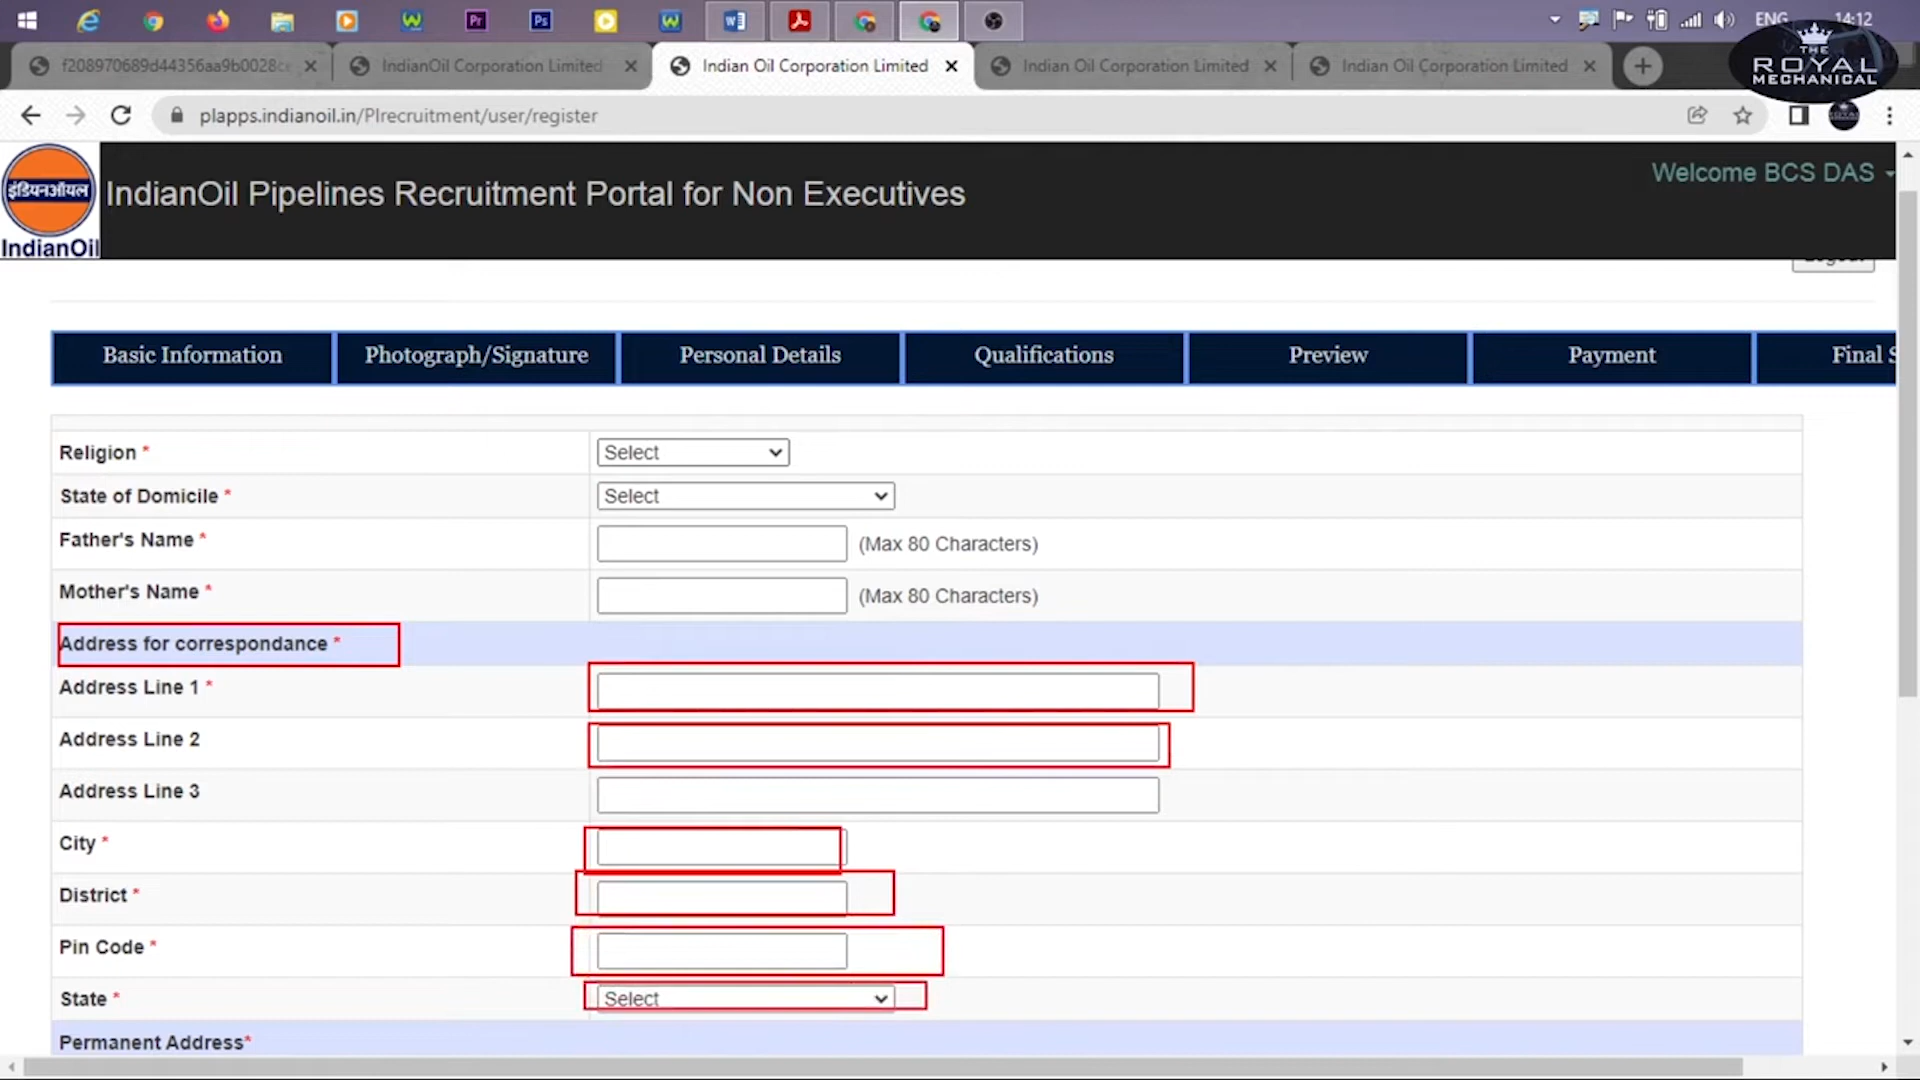 ENG 14:12
THE
ROYAL
MECHANICAL
f208970689d44356aa9b0028ce
IndianOil Corporation Limited
Indian Oil Corporation Limited
Indian Oil Corporation Limited
Indian Oil Corporation Limited
plapps.indianoil.in/Plrecruitment/user/register
इंडियनऑयल
IndianOil
IndianOil Pipelines Recruitment Portal for Non Executives
Welcome BCS DAS
Logout
Basic Information
Photograph/Signature
Personal Details
Qualifications
Preview
Payment
Final S
Religion * Select
State of Domicile * Select
Father's Name * (Max 80 Characters)
Mother's Name * (Max 80 Characters)
Address for correspondance *
Address Line 1 *
Address Line 2
Address Line 3
City *
District *
Pin Code *
State * Select
Permanent Address*